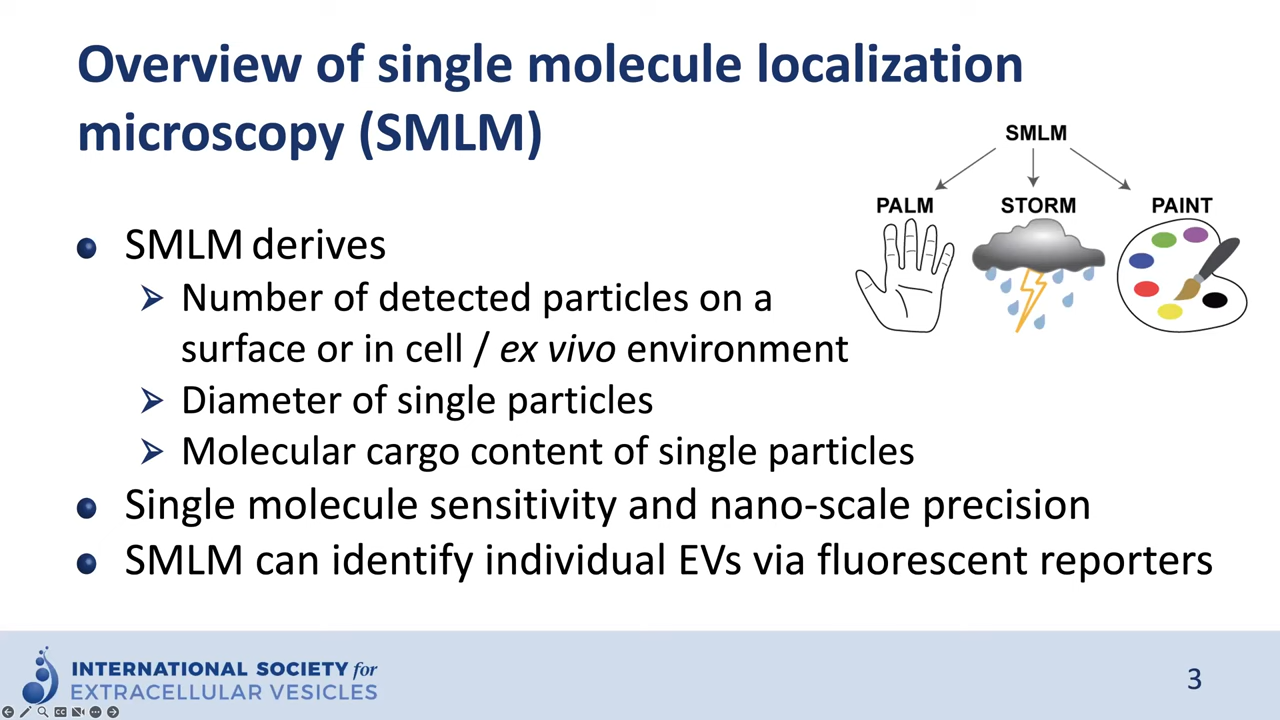 Overview of single molecule localization
microscopy (SMLM)
SMLM
PALM
STORM
PAINT
SMLM derives
Number of detected particles on a
surface or in cell / ex vivo environment
Diameter of single particles
Molecular cargo content of single particles
Single molecule sensitivity and nano-scale precision
SMLM can identify individual EVs via fluorescent reporters
INTERNATIONAL SOCIETY for
EXTRACELLULAR VESICLES
3
CC